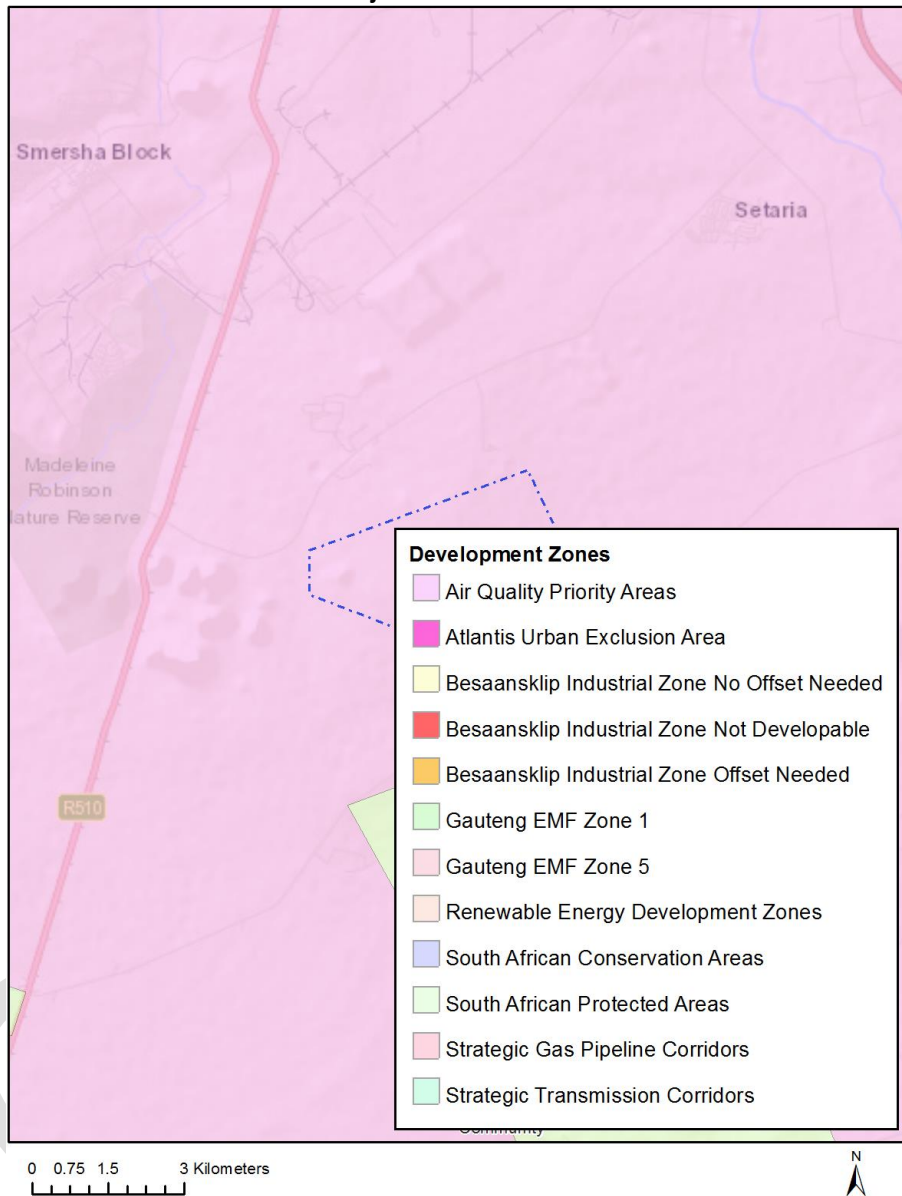 Smersha Block
Setaria
Madeleine
Robinson
Nature Reserve
R510
Development Zones
Air Quality Priority Areas
Atlantis Urban Exclusion Area
Besaansklip Industrial Zone No Offset Needed
Besaansklip Industrial Zone Not Developable
Besaansklip Industrial Zone Offset Needed
Gauteng EMF Zone 1
Gauteng EMF Zone 5
Renewable Energy Development Zones
South African Conservation Areas
South African Protected Areas
Strategic Gas Pipeline Corridors
Strategic Transmission Corridors
Community
0 0.75 1.5 3 Kilometers
N